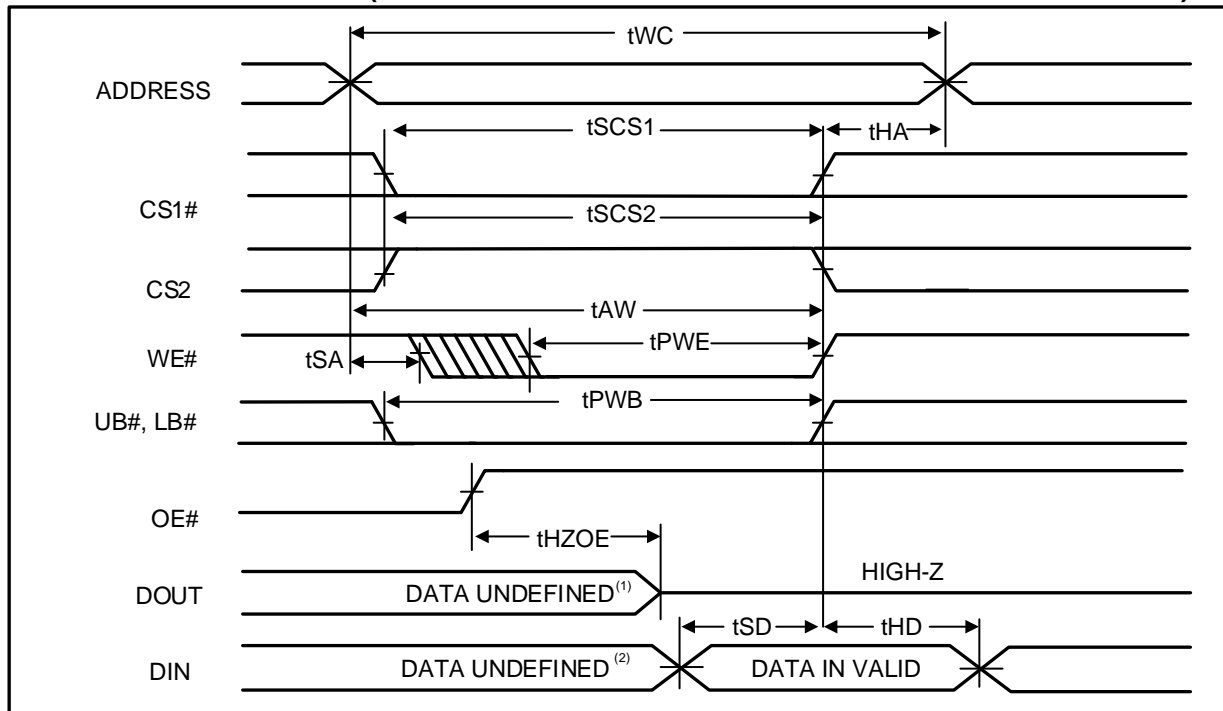 tWC
ADDRESS
tSCS1
tHA
CS1#
tSCS2
CS2
tAW
WE#
tSA
tPWE
tPWB
UB#, LB#
OE#
tHZOE
HIGH-Z
DOUT
DATA UNDEFINED(1)
tSD
tHD
DIN
DATA UNDEFINED (2)
DATA IN VALID